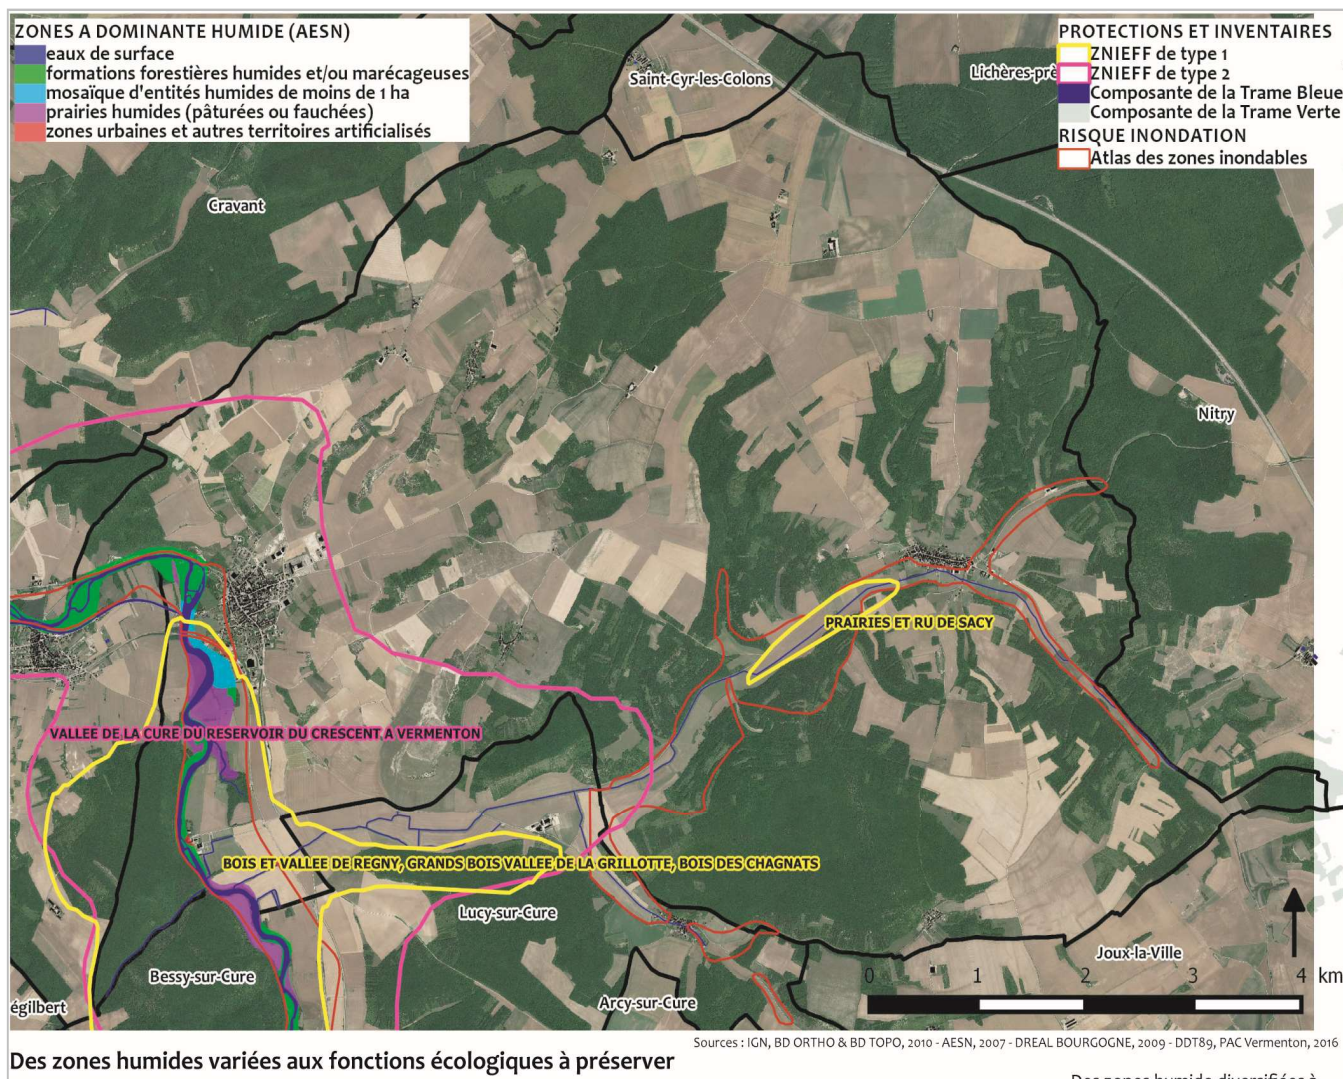 ZONES A DOMINANTE HUMIDE (AESN)
eaux de surface
formations forestières humides et/ou marécageuses
mosaïque d'entités humides de moins de 1 ha
prairies humides (pâturées ou fauchées)
zones urbaines et autres territoires artificialisés
PROTECTIONS ET INVENTAIRES
ZNIEFF de type 1
ZNIEFF de type 2
Composante de la Trame Bleue
Composante de la Trame Verte
RISQUE INONDATION
Atlas des zones inondables
Saint-Cyr-les-Colons
Lichères-prè
Cravant
Nitry
PRAIRIES ET RU DE SACY
VALLEE DE LA CURE DU RESERVOIR DU CRESCENT A VERMENTON
BOIS ET VALLEE DE REGNY, GRANDS BOIS VALLEE DE LA GRILLOTTE, BOIS DES CHAGNATS
Lucy-sur-Cure
Joux-la-Ville
Bessy-sur-Cure
Arcy-sur-Cure
égilbert
0 1 2 3 4 km
Sources : IGN, BD ORTHO & BD TOPO, 2010 - AESN, 2007 - DREAL BOURGOGNE, 2009 - DDT89, PAC Vermenton, 2016
Des zones humides variées aux fonctions écologiques à préserver